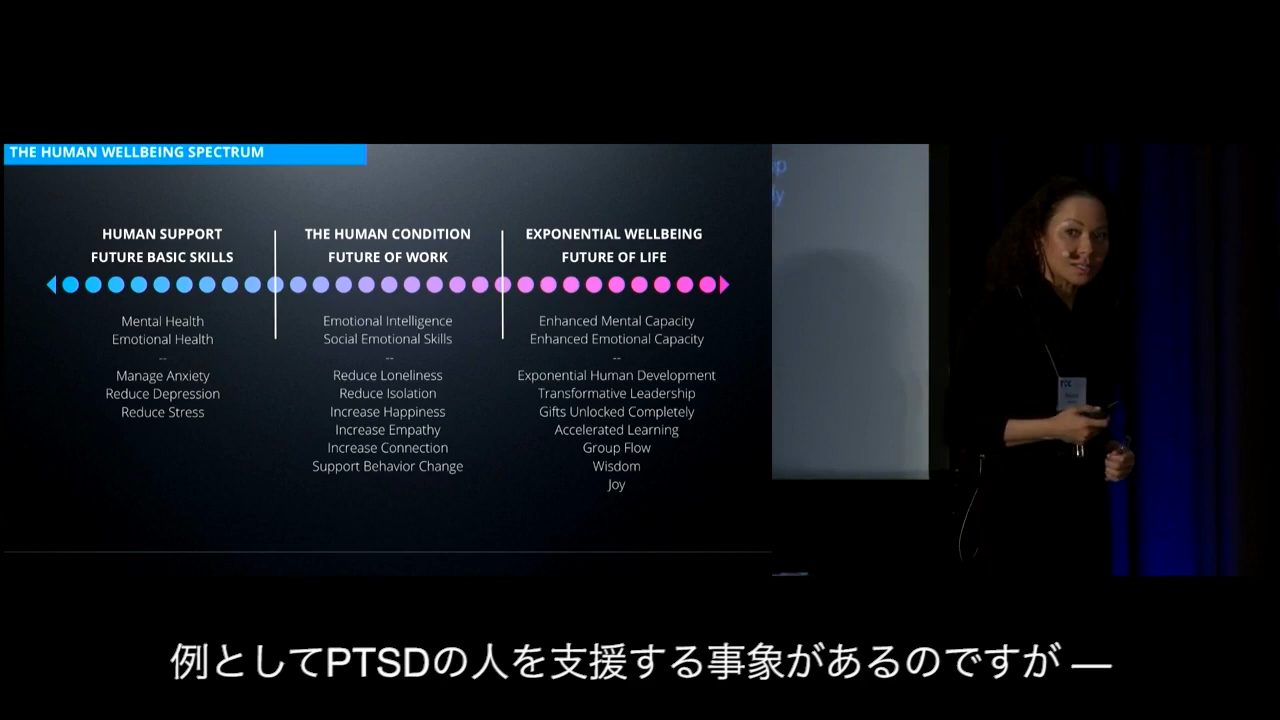 THE HUMAN WELLBEING SPECTRUM
HUMAN SUPPORT
FUTURE BASIC SKILLS
Mental Health
Emotional Health
--
Manage Anxiety
Reduce Depression
Reduce Stress
THE HUMAN CONDITION
FUTURE OF WORK
Emotional Intelligence
Social Emotional Skills
--
Reduce Loneliness
Reduce Isolation
Increase Happiness
Increase Empathy
Increase Connection
Support Behavior Change
EXPONENTIAL WELLBEING
FUTURE OF LIFE
Enhanced Mental Capacity
Enhanced Emotional Capacity
--
Exponential Human Development
Transformative Leadership
Gifts Unlocked Completely
Accelerated Learning
Group Flow
Wisdom
Joy
例としてPTSDの人を支援する事象があるのですが —